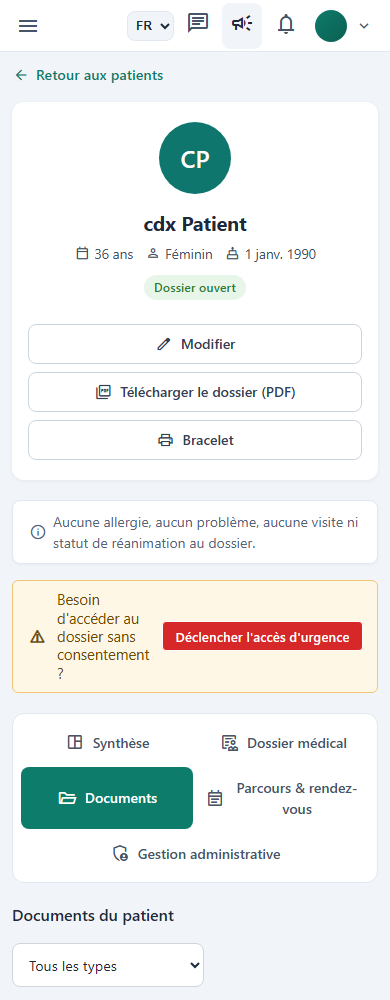 FR
Retour aux patients
CP
cdx Patient
36 ans Féminin 1 janv. 1990
Dossier ouvert
Modifier
Télécharger le dossier (PDF)
Bracelet
Aucune allergie, aucun problème, aucune visite ni
statut de réanimation au dossier.
Besoin
d'accéder au
dossier sans
consentement
?
Déclencher l'accès d'urgence
Synthèse
Dossier médical
Documents
Parcours & rendez-
vous
Gestion administrative
Documents du patient
Tous les types